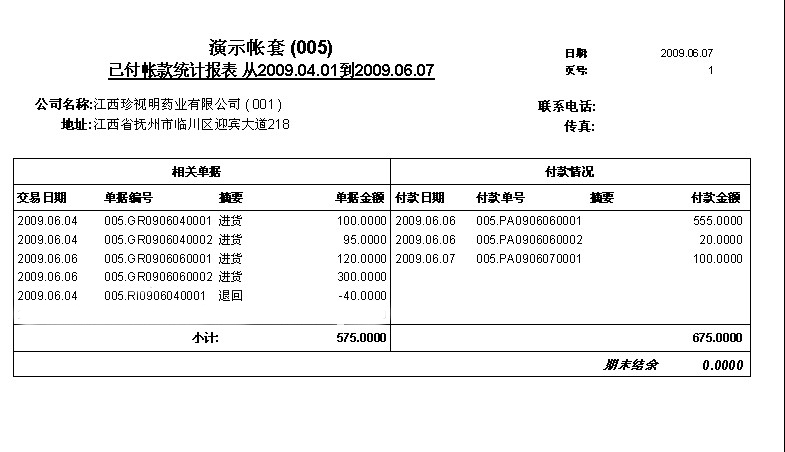 演示帐套 (005)
日期: 2009.06.07
已付帐款统计报表 从2009.04.01到2009.06.07
页号: 1
公司名称:江西珍视明药业有限公司 ( 001 )
联系电话:
地址:江西省抚州市临川区迎宾大道218
传真:
相关单据 付款情况
交易日期 单据编号 摘要 单据金额 付款日期 付款单号 摘要 付款金额
2009.06.04 005.GR0906040001 进货 100.0000 2009.06.06 005.PA0906060001 555.0000
2009.06.04 005.GR0906040002 进货 95.0000 2009.06.06 005.PA0906060002 20.0000
2009.06.06 005.GR0906060001 进货 120.0000 2009.06.07 005.PA0906070001 100.0000
2009.06.06 005.GR0906060002 进货 300.0000
2009.06.04 005.RI0906040001 退回 -40.0000
小计: 575.0000 675.0000
期末结余 0.0000